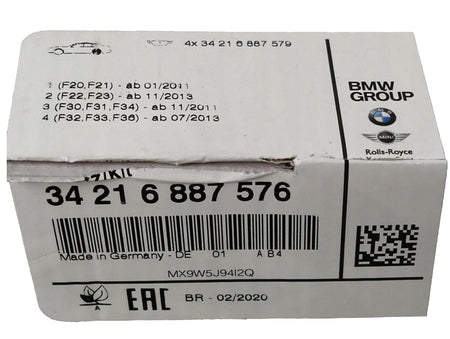 4x 34 21 6 887 579
1 (F20,F21) - ab 01/2011
2 (F22,F23) - ab 11/2013
3 (F30,F31,F34) - ab 11/2011
4 (F32,F33,F36) - ab 07/2013
BMW
GROUP
MINI
Rolls-Royce
34 21 6 887 576
Made in Germany - DE 01 A B4
MX9W5J94I2Q
A
EAC BR - 02/2020